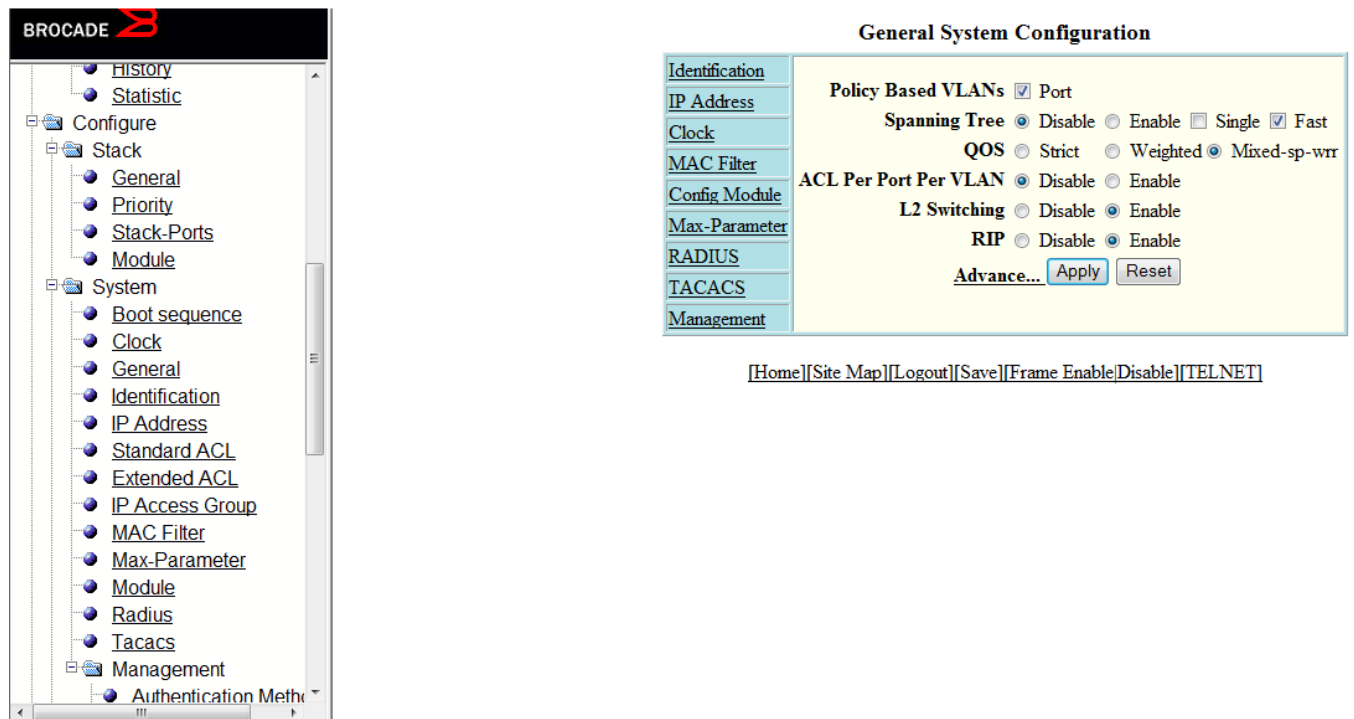 BROCADE
History
Statistic
Configure
Stack
General
Priority
Stack-Ports
Module
System
Boot sequence
Clock
General
Identification
IP Address
Standard ACL
Extended ACL
IP Access Group
MAC Filter
Max-Parameter
Module
Radius
Tacacs
Management
Authentication Meth
General System Configuration
Identification
IP Address
Clock
MAC Filter
Config Module
Max-Parameter
RADIUS
TACACS
Management
Policy Based VLANs Port
Spanning Tree Disable Enable Single Fast
QOS Strict Weighted Mixed-sp-wrr
ACL Per Port Per VLAN Disable Enable
L2 Switching Disable Enable
RIP Disable Enable
Advance... Apply Reset
[Home][Site Map][Logout][Save][Frame Enable|Disable][TELNET]